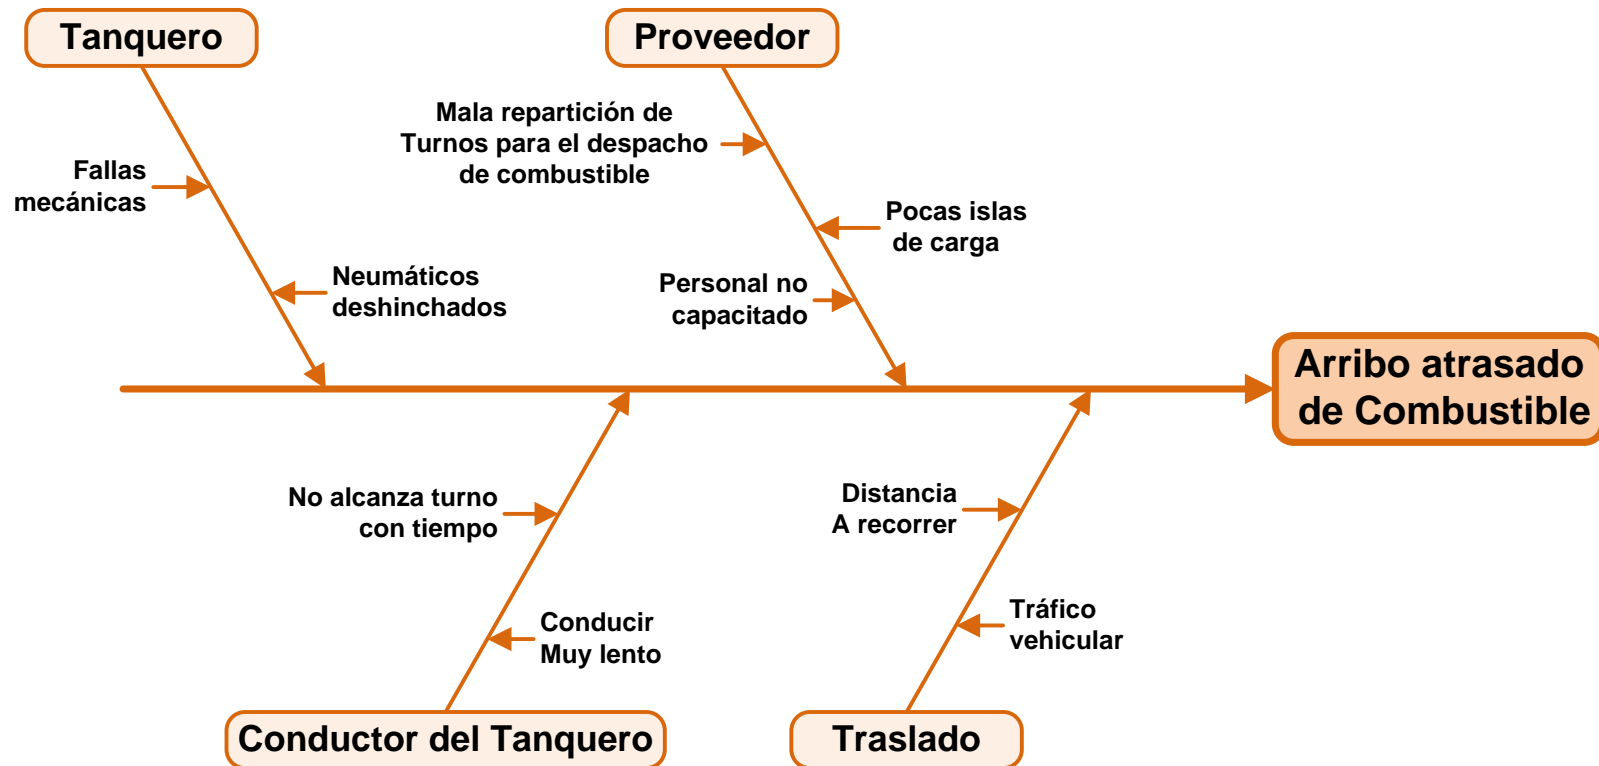 Tanquero
Proveedor
Mala repartición de
Turnos para el despacho
de combustible
Fallas
mecánicas
Pocas islas
de carga
Neumáticos
deshinchados
Personal no
capacitado
Arribo atrasado
de Combustible
No alcanza turno
con tiempo
Distancia
A recorrer
Conducir
Muy lento
Tráfico
vehicular
Conductor del Tanquero
Traslado